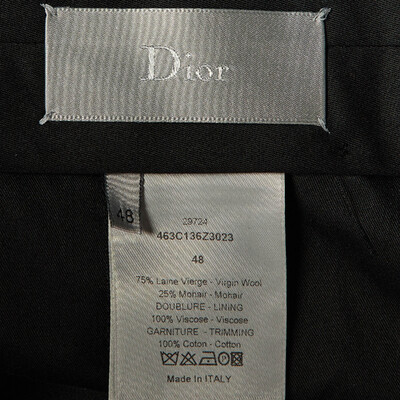 Dior
48
29724
463C136Z3023
48
75% Laine Vierge - Virgin Wool
25% Mohair - Mohair
DOUBLURE - LINING
100% Viscose - Viscose
GARNITURE - TRIMMING
100% Coton - Cotton
Made In ITALY